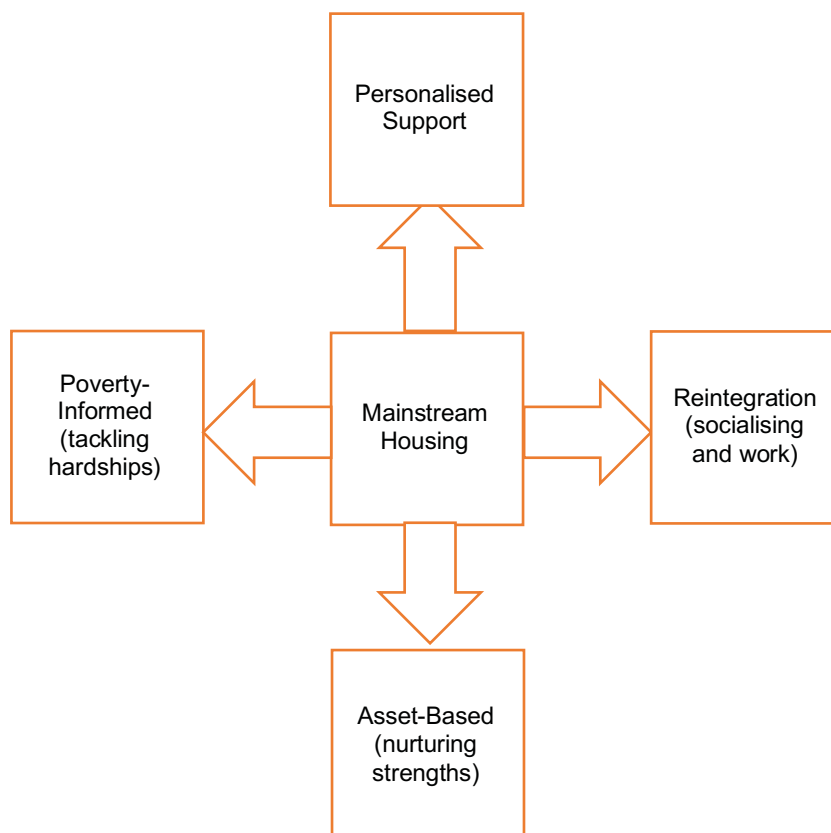 Personalised
Support
Poverty-
Informed
(tackling
hardships)
Mainstream
Housing
Reintegration
(socialising
and work)
Asset-Based
(nurturing
strengths)